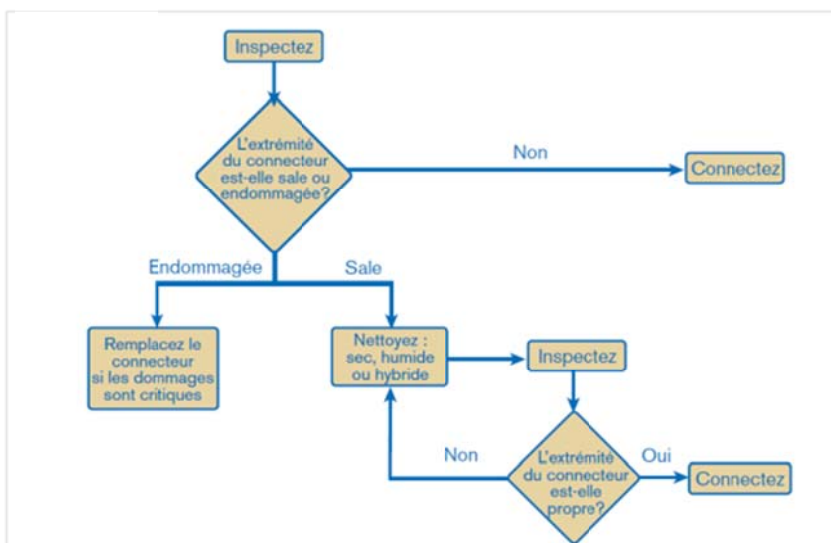 Inspectez
L'extrémité
du connecteur
est-elle sale ou
endommagée?
Non
Connectez
Endommagée
Sale
Remplacez le
connecteur
si les dommages
sont critiques
Nettoyez :
sec, humide
ou hybride
Inspectez
Non
L'extrémité
du connecteur
est-elle
propre?
Oui
Connectez